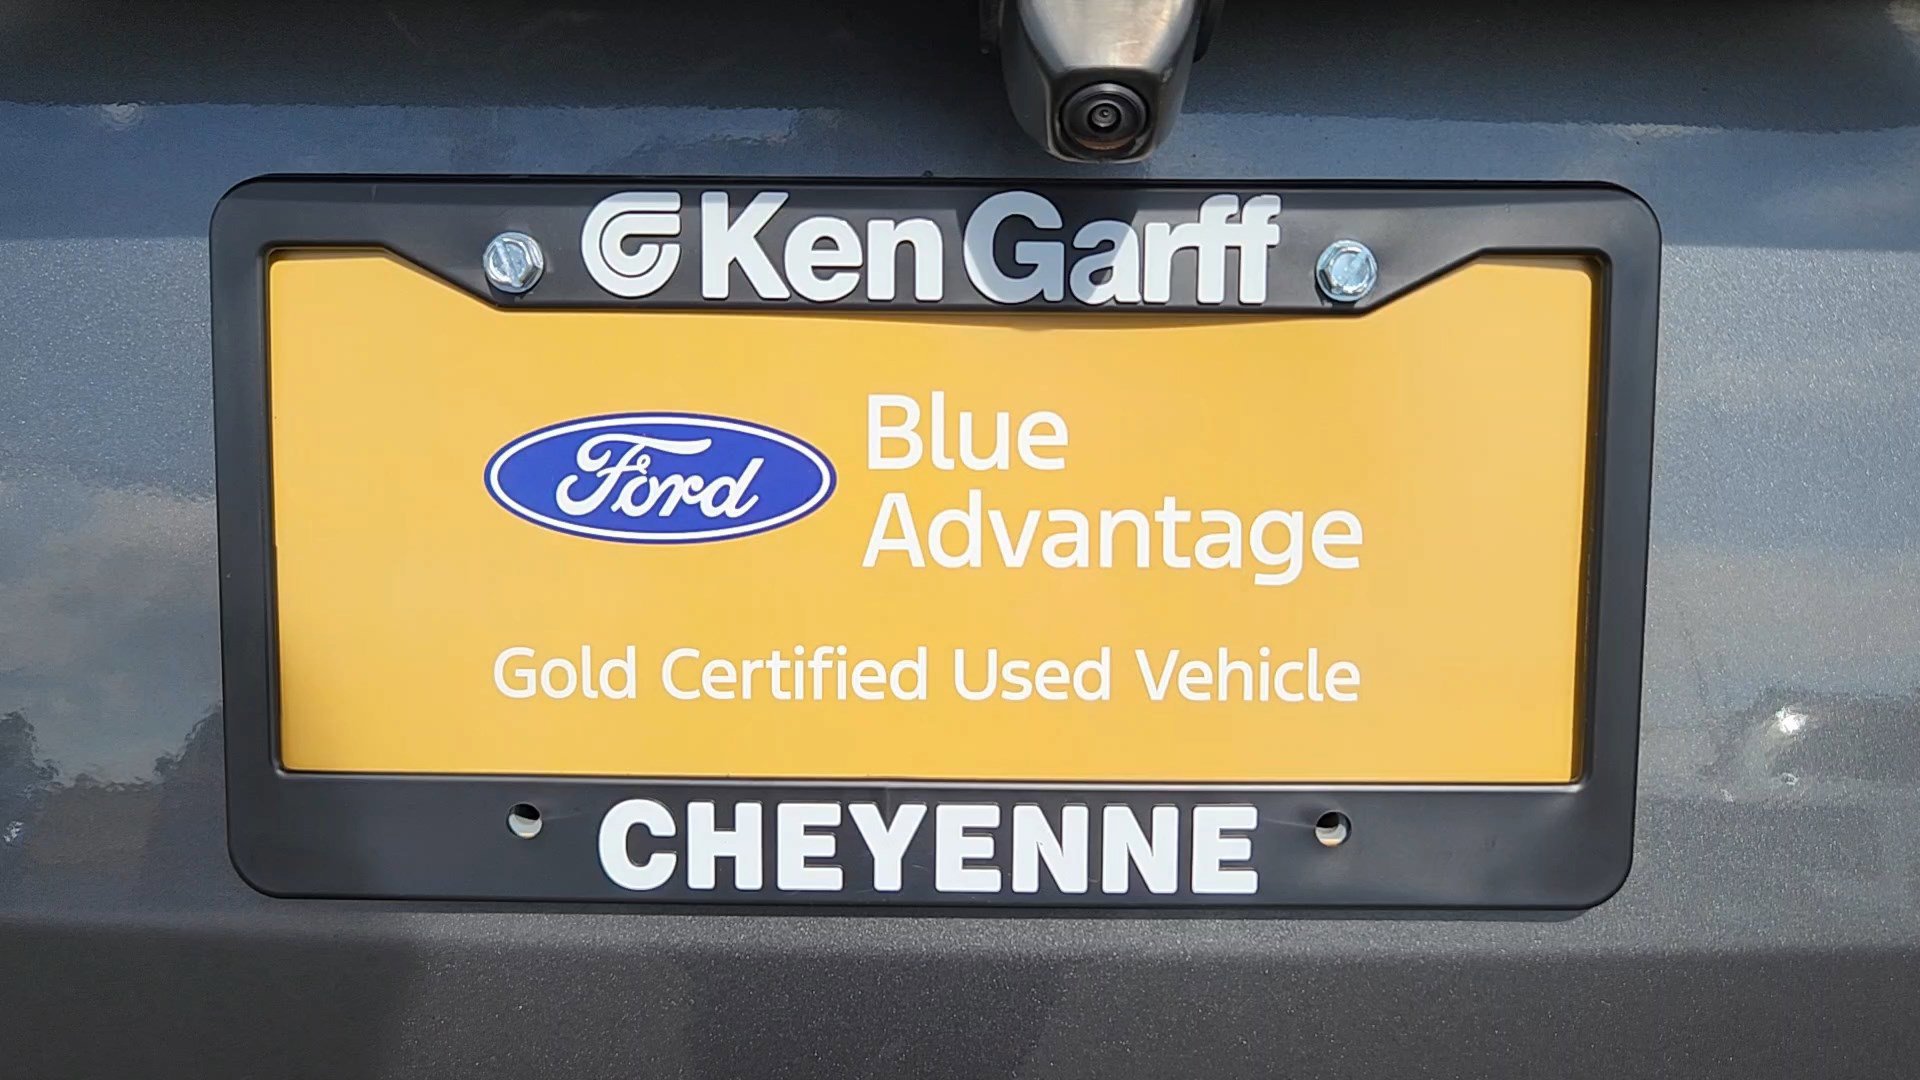 Ken Garff
Ford
Blue
Advantage
Gold Certified Used Vehicle
CHEYENNE